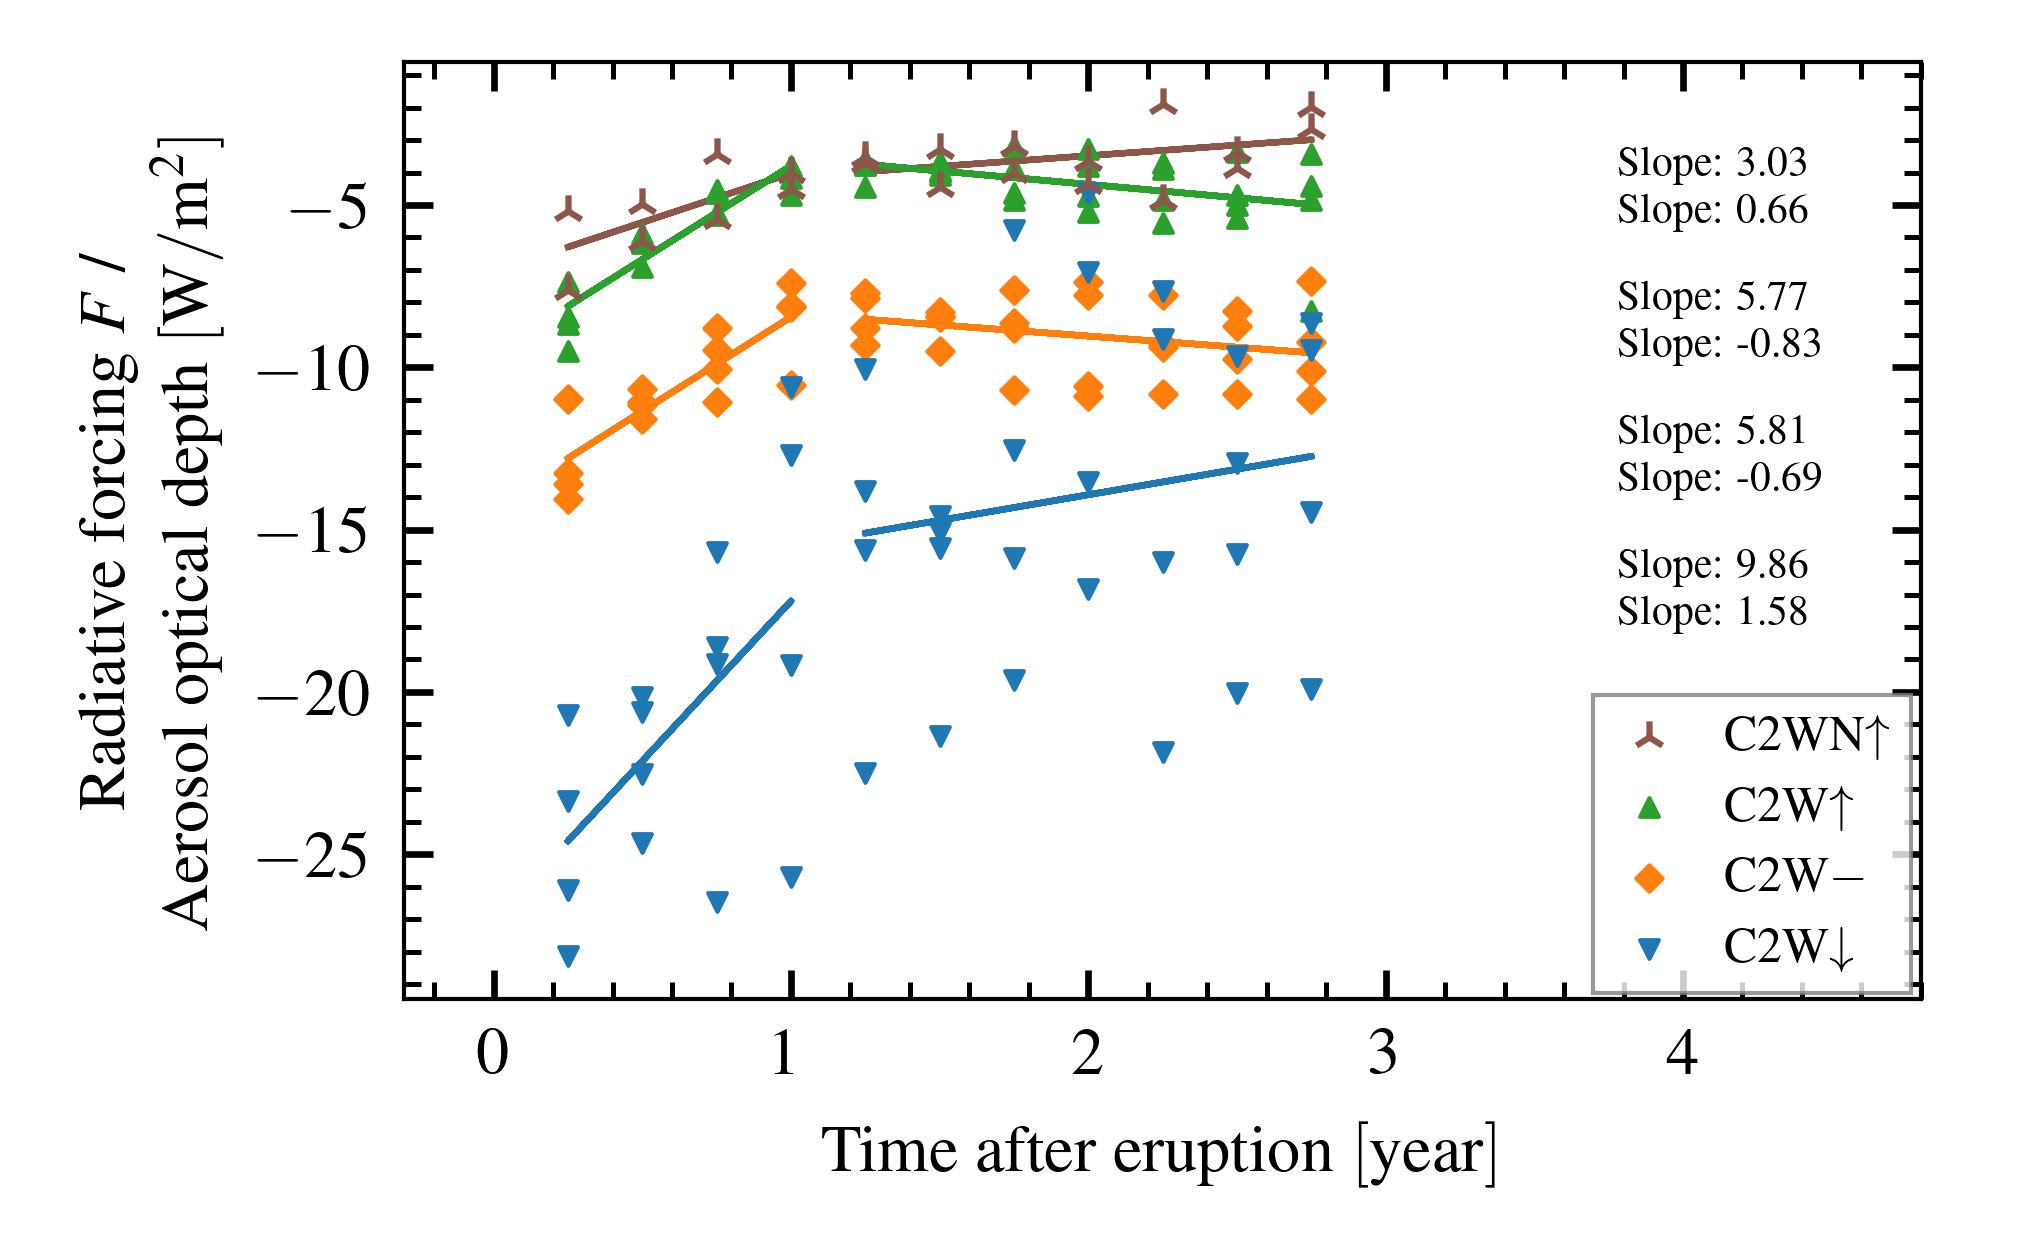 Radiative forcing F /
Aerosol optical depth [W/m²]
−5
−10
−15
−20
−25
Slope: 3.03
Slope: 0.66
Slope: 5.77
Slope: -0.83
Slope: 5.81
Slope: -0.69
Slope: 9.86
Slope: 1.58
C2WN↑
C2W↑
C2W−
C2W↓
0 1 2 3 4
Time after eruption [year]